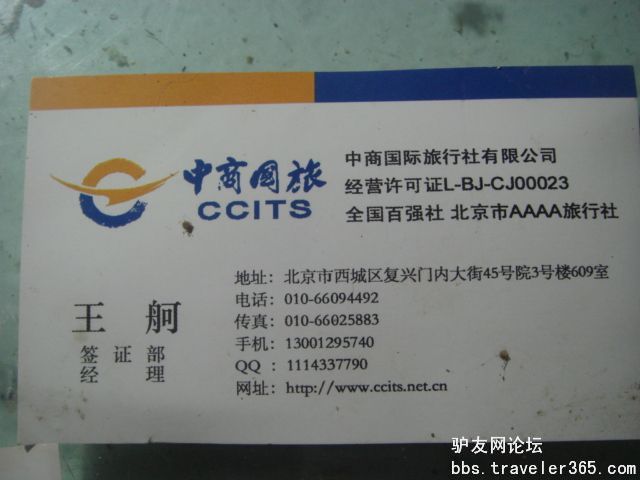 中商国旅
CCITS
中商国际旅行社有限公司
经营许可证L-BJ-CJ00023
全国百强社 北京市AAAA旅行社
王 舸
签 证 部
经 理
地址: 北京市西城区复兴门内大街45号院3号楼609室
电话: 010-66094492
传真: 010-66025883
手机: 13001295740
QQ : 1114337790
网址: http://www.ccits.net.cn
驴友网论坛
bbs.traveler365.com